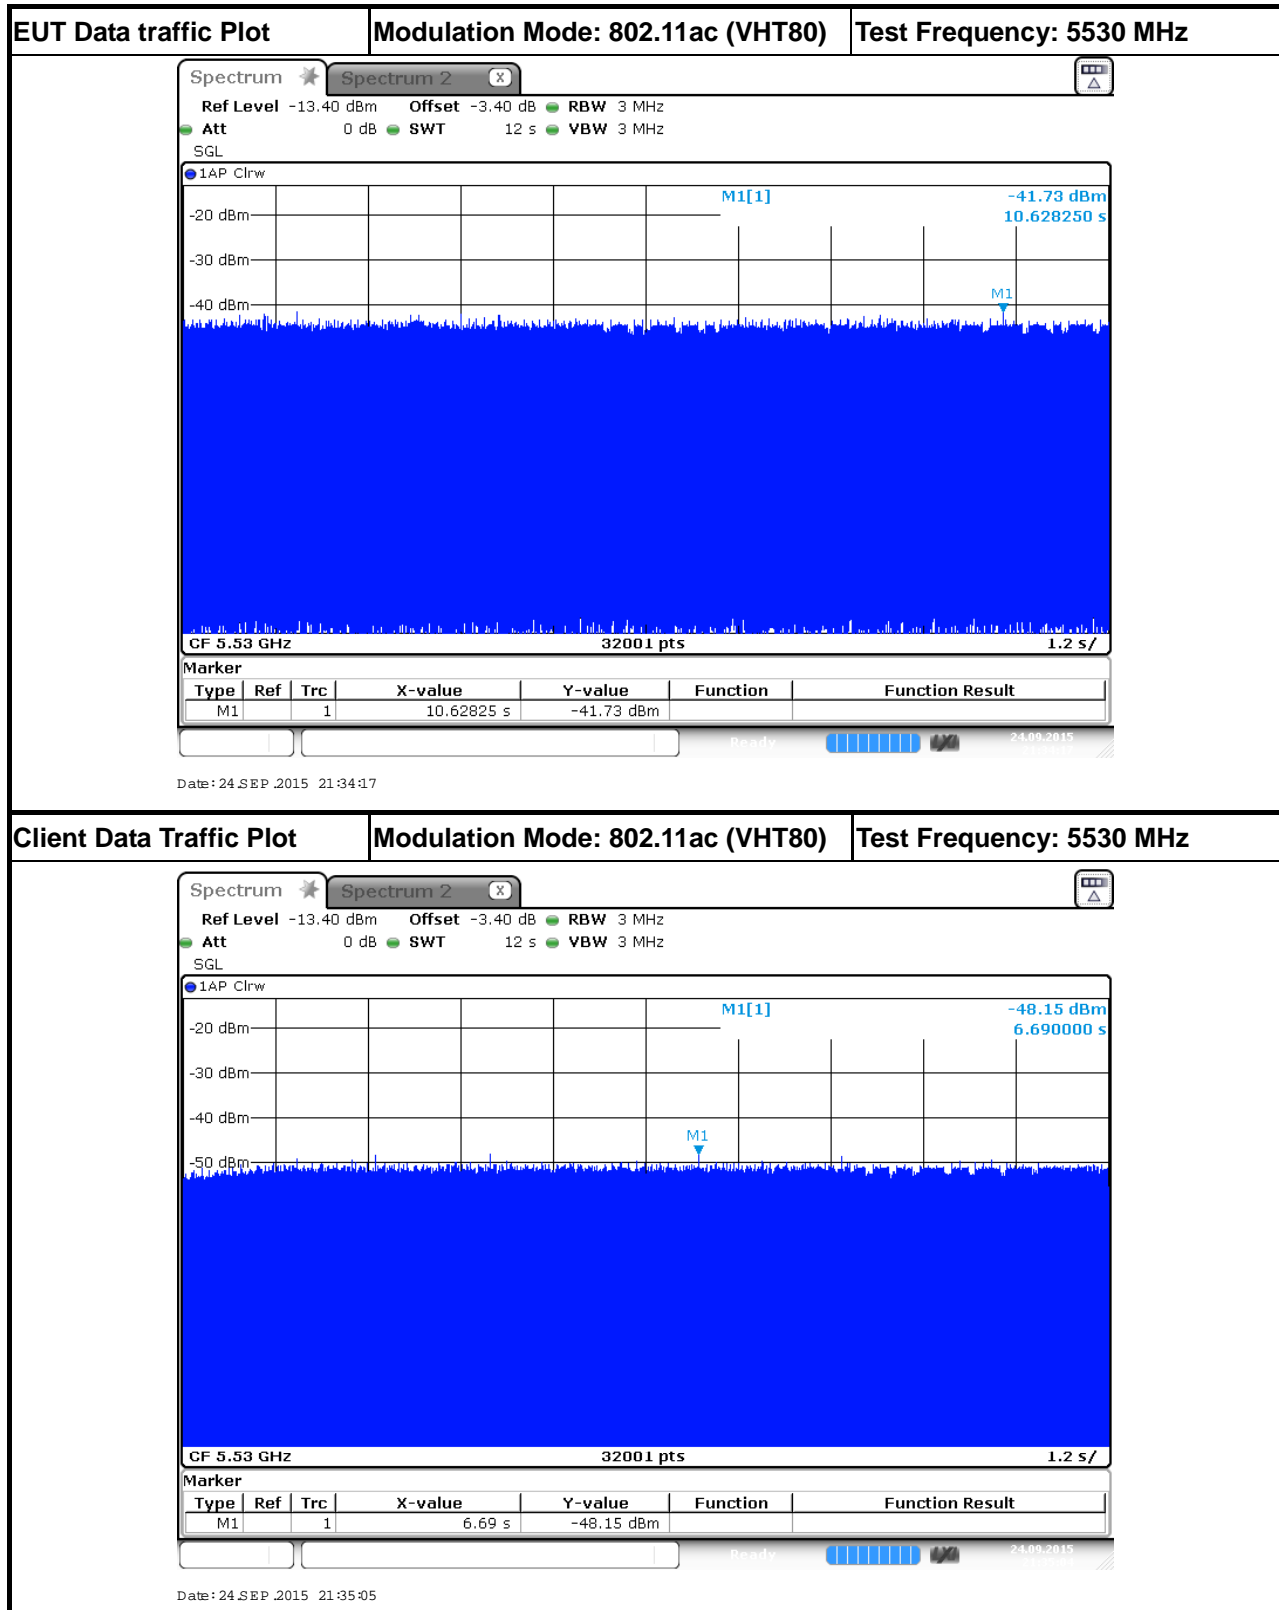 EUT Data traffic Plot Modulation Mode: 802.11ac (VHT80) Test Frequency: 5530 MHz
Spectrum Spectrum 2 X
Ref Level -13.40 dBm Offset -3.40 dB RBW 3 MHz
Att 0 dB SWT 12 s VBW 3 MHz
SGL
1AP Clrw
M1[1] -41.73 dBm
10.628250 s
-20 dBm
-30 dBm
M1
-40 dBm
CF 5.53 GHz 32001 pts 1.2 s/
Marker
Type Ref Trc X-value Y-value Function Function Result
M1 1 10.62825 s -41.73 dBm
Ready 24.09.2015
Date: 24.SEP.2015 21:34:17
Client Data Traffic Plot Modulation Mode: 802.11ac (VHT80) Test Frequency: 5530 MHz
Spectrum Spectrum 2 X
Ref Level -13.40 dBm Offset -3.40 dB RBW 3 MHz
Att 0 dB SWT 12 s VBW 3 MHz
SGL
1AP Clrw
M1[1] -48.15 dBm
6.690000 s
-20 dBm
-30 dBm
-40 dBm
M1
-50 dBm
CF 5.53 GHz 32001 pts 1.2 s/
Marker
Type Ref Trc X-value Y-value Function Function Result
M1 1 6.69 s -48.15 dBm
Ready 24.09.2015
Date: 24.SEP.2015 21:35:05